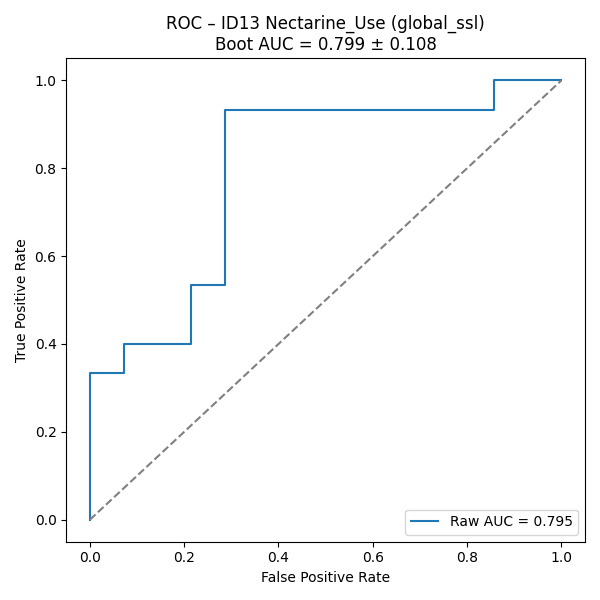 ROC – ID13 Nectarine_Use (global_ssl)
Boot AUC = 0.799 ± 0.108
1.0
0.8
0.6
0.4
0.2
0.0
True Positive Rate
Raw AUC = 0.795
0.0 0.2 0.4 0.6 0.8 1.0
False Positive Rate